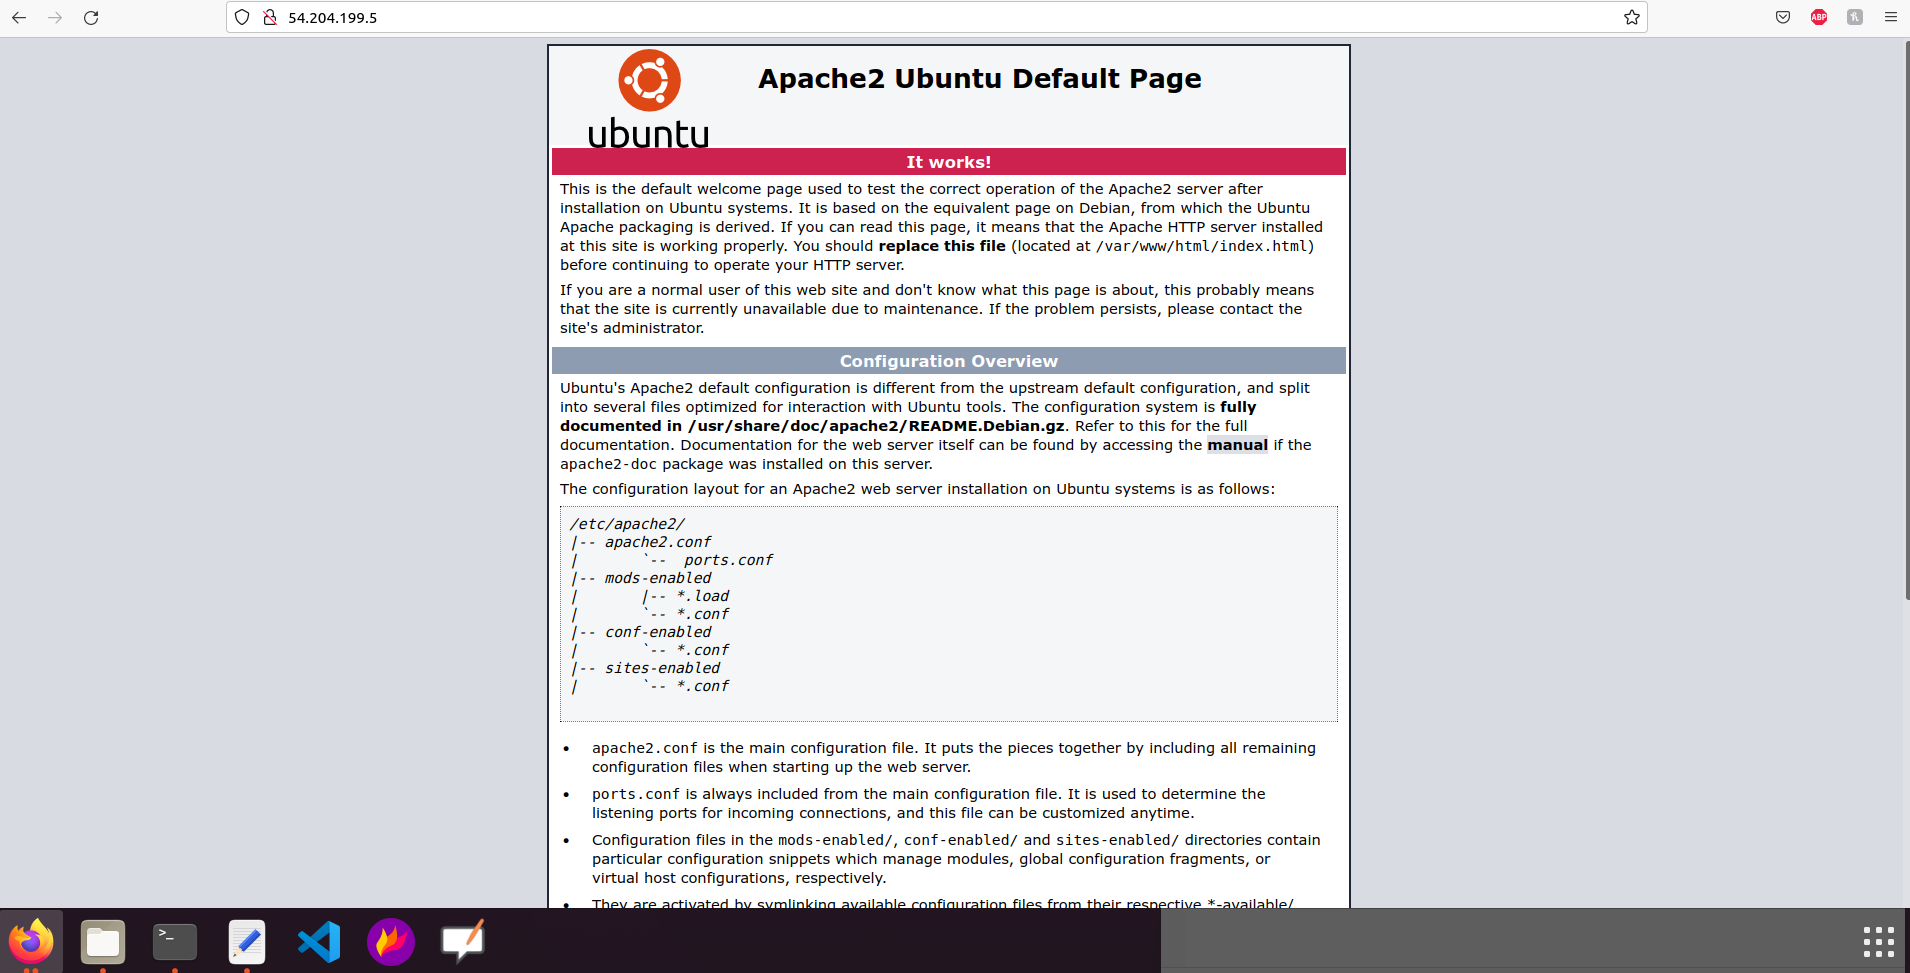 54.204.199.5
ABP
Apache2 Ubuntu Default Page
ubuntu
It works!
This is the default welcome page used to test the correct operation of the Apache2 server after
installation on Ubuntu systems. It is based on the equivalent page on Debian, from which the Ubuntu
Apache packaging is derived. If you can read this page, it means that the Apache HTTP server installed
at this site is working properly. You should replace this file (located at /var/www/html/index.html)
before continuing to operate your HTTP server.
If you are a normal user of this web site and don't know what this page is about, this probably means
that the site is currently unavailable due to maintenance. If the problem persists, please contact the
site's administrator.
Configuration Overview
Ubuntu's Apache2 default configuration is different from the upstream default configuration, and split
into several files optimized for interaction with Ubuntu tools. The configuration system is fully
documented in /usr/share/doc/apache2/README.Debian.gz. Refer to this for the full
documentation. Documentation for the web server itself can be found by accessing the manual if the
apache2-doc package was installed on this server.
The configuration layout for an Apache2 web server installation on Ubuntu systems is as follows:
/etc/apache2/
|-- apache2.conf
|       `--  ports.conf
|-- mods-enabled
|       |-- *.load
|       `-- *.conf
|-- conf-enabled
|       `-- *.conf
|-- sites-enabled
|       `-- *.conf
• apache2.conf is the main configuration file. It puts the pieces together by including all remaining
configuration files when starting up the web server.
• ports.conf is always included from the main configuration file. It is used to determine the
listening ports for incoming connections, and this file can be customized anytime.
• Configuration files in the mods-enabled/, conf-enabled/ and sites-enabled/ directories contain
particular configuration snippets which manage modules, global configuration fragments, or
virtual host configurations, respectively.
• They are activated by symlinking available configuration files from their respective *-available/
>_